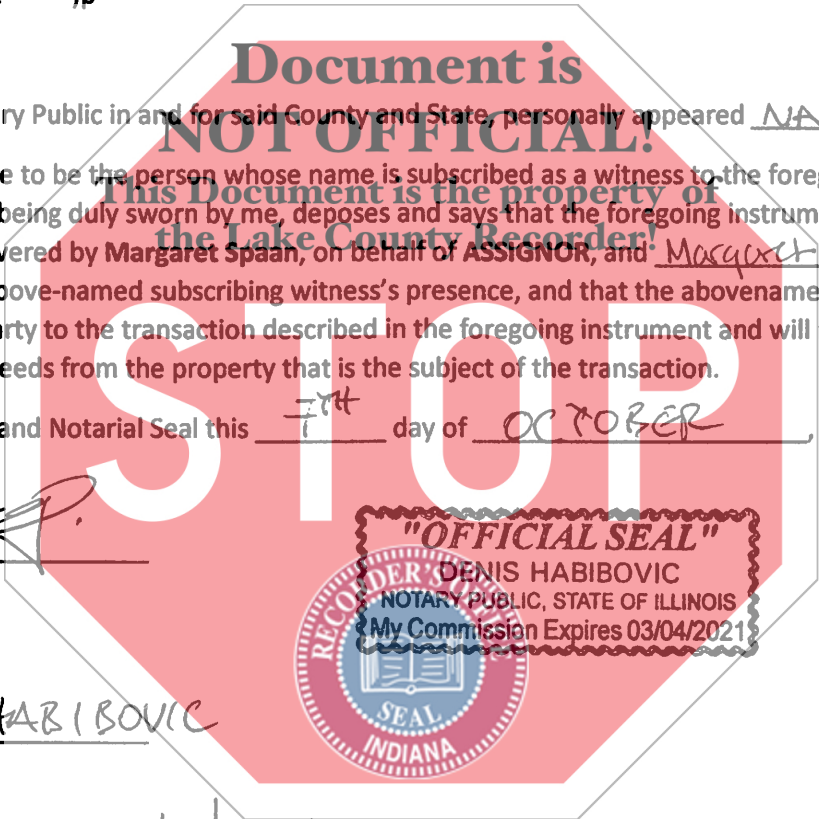 Document is
ry Public in and for said County and State, personally appeared NA
NOT OFFICIAL!
e to be the person whose name is subscribed as a witness to the foreg
This Document is the property of
being duly sworn by me, deposes and says that the foregoing instrum
the Lake County Recorder!
vered by Margaret Spaan, on behalf of ASSIGNOR, and Margaret
bove-named subscribing witness's presence, and that the abovename
rty to the transaction described in the foregoing instrument and will
eeds from the property that is the subject of the transaction.
STOP
and Notarial Seal this 7TH day of OCTOBER,
"OFFICIAL SEAL"
DENIS HABIBOVIC
NOTARY PUBLIC, STATE OF ILLINOIS
My Commission Expires 03/04/2021
RECORDER'S OFFICE
SEAL
INDIANA
HABIBOVIC